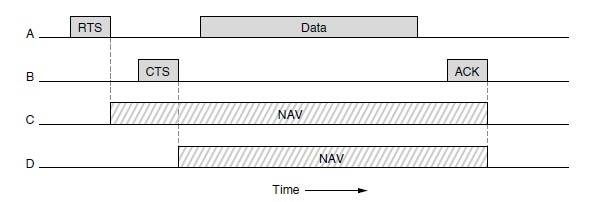 A RTS Data
B CTS ACK
C NAV
D NAV
Time